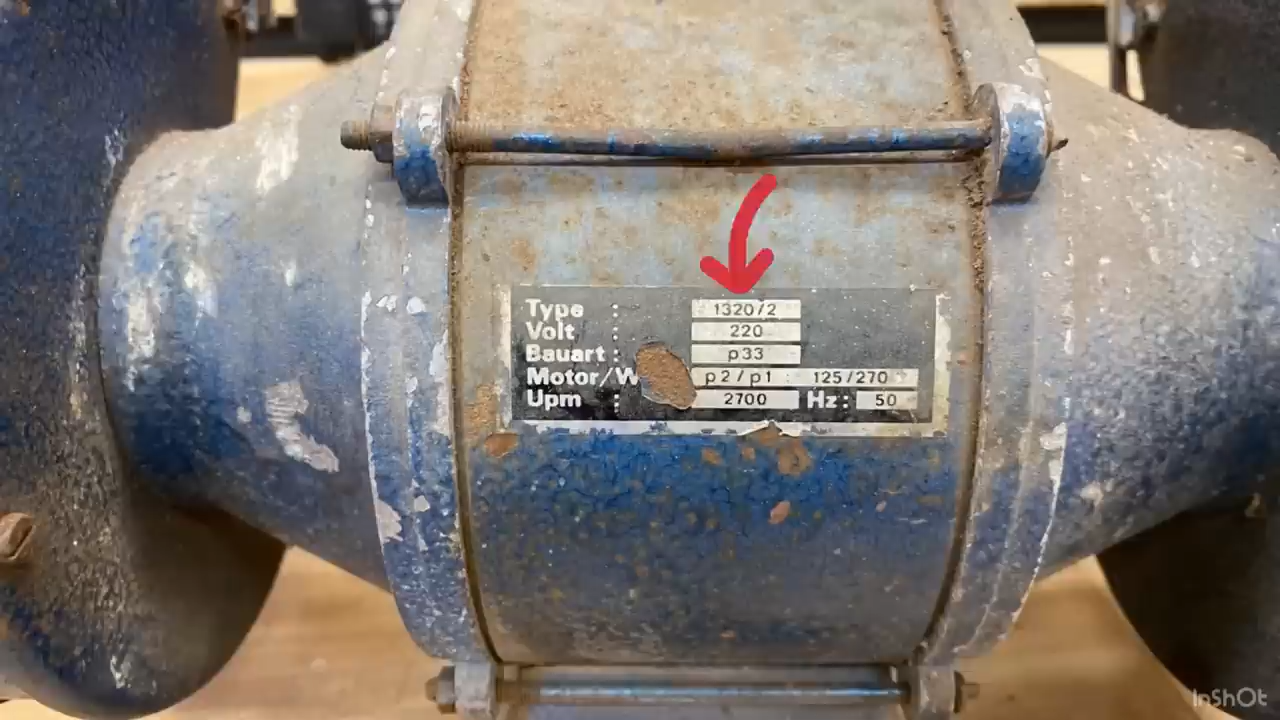 Type : 1320/2
Volt : 220
Bauart : p33
Motor/W p2/p1 : 125/270
Upm : 2700 Hz: 50
InShOt